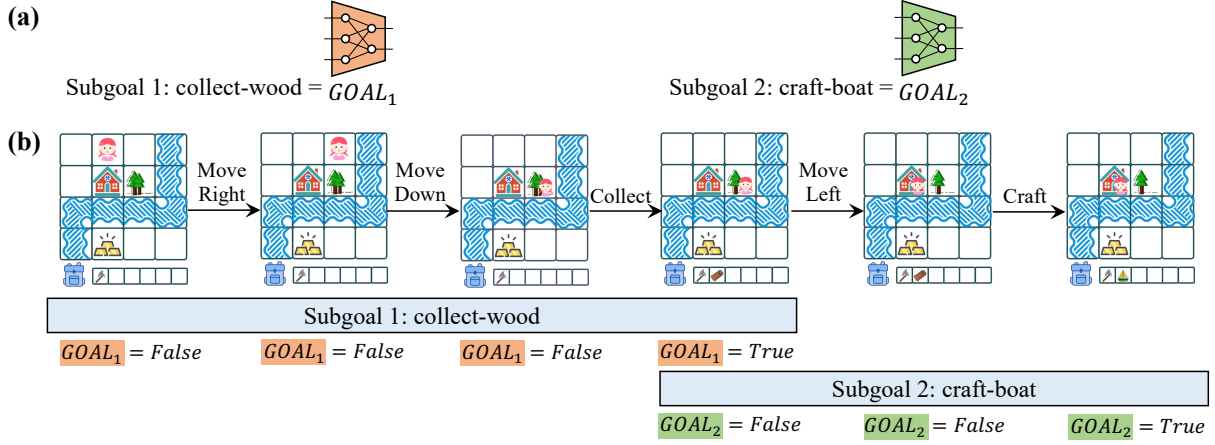 (a)
Subgoal 1: collect-wood = GOAL₁
Subgoal 2: craft-boat = GOAL₂
(b)
Move Right
Move Down
Collect
Move Left
Craft
Subgoal 1: collect-wood
GOAL₁ = False
GOAL₁ = False
GOAL₁ = False
GOAL₁ = True
Subgoal 2: craft-boat
GOAL₂ = False
GOAL₂ = False
GOAL₂ = True